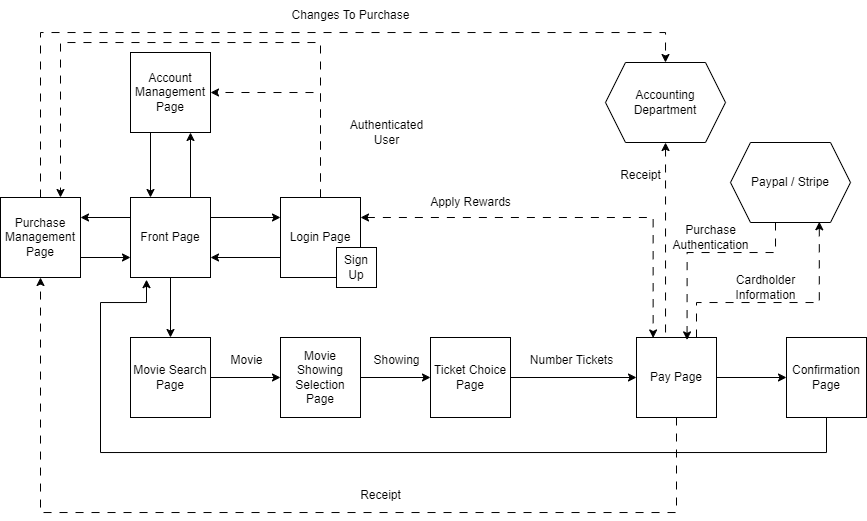 Changes To Purchase
Account
Management
Page
Accounting
Department
Authenticated
User
Receipt
Paypal / Stripe
Purchase
Management
Page
Front Page
Login Page
Sign
Up
Apply Rewards
Purchase
Authentication
Cardholder
Information
Movie Search
Page
Movie
Movie
Showing
Selection
Page
Showing
Ticket Choice
Page
Number Tickets
Pay Page
Confirmation
Page
Receipt